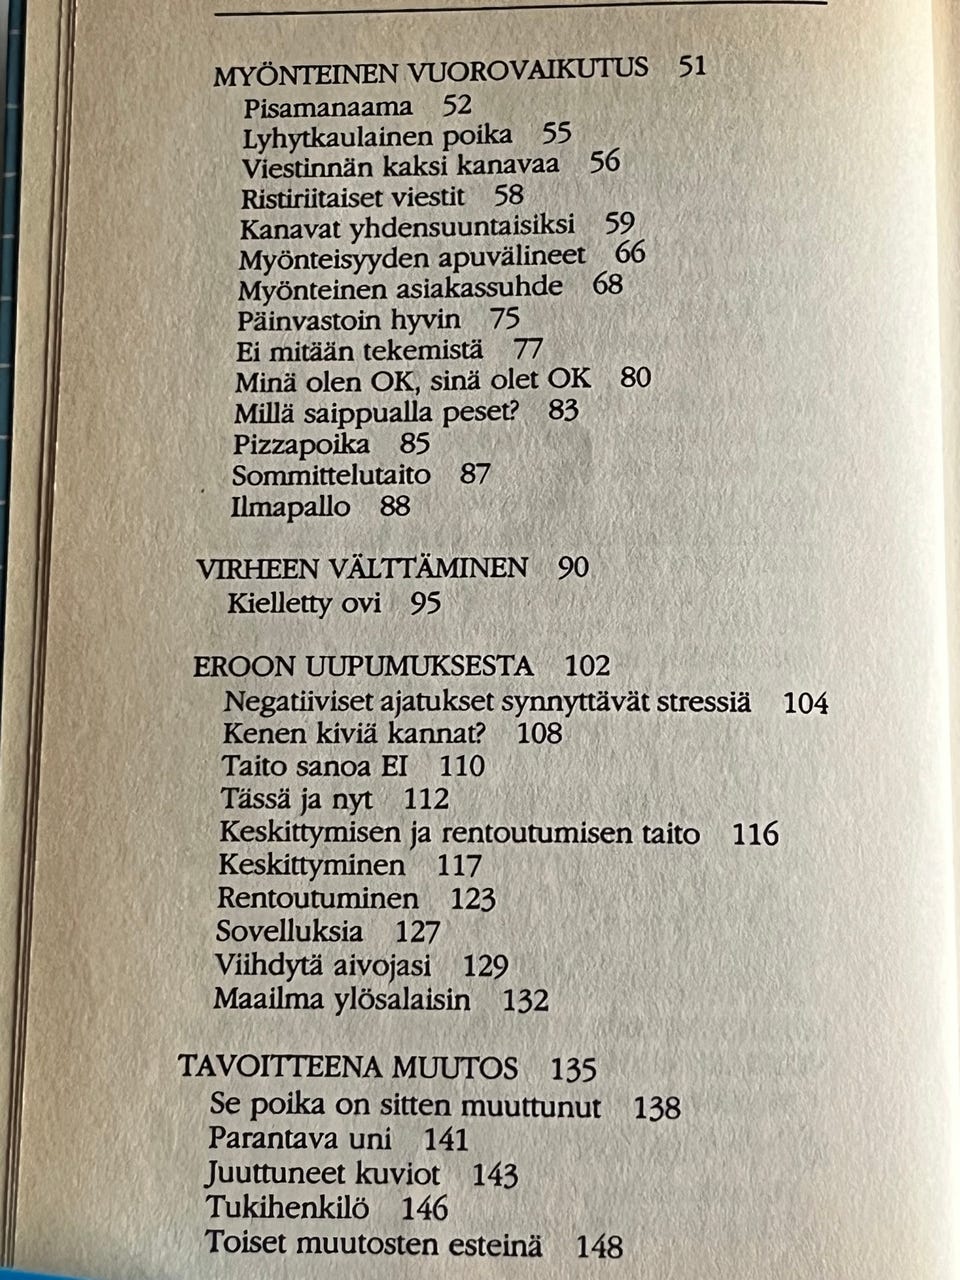 MYÖNTEINEN VUOROVAIKUTUS 51
Pisamanaama 52
Lyhytkaulainen poika 55
Viestinnän kaksi kanavaa 56
Ristiriitaiset viestit 58
Kanavat yhdensuuntaisiksi 59
Myönteisyyden apuvälineet 66
Myönteinen asiakassuhde 68
Päinvastoin hyvin 75
Ei mitään tekemistä 77
Minä olen OK, sinä olet OK 80
Millä saippualla peset? 83
Pizzapoika 85
Sommittelutaito 87
Ilmapallo 88
VIRHEEN VÄLTTÄMINEN 90
Kielletty ovi 95
EROON UUPUMUKSESTA 102
Negatiiviset ajatukset synnyttävät stressiä 104
Kenen kiviä kannat? 108
Taito sanoa EI 110
Tässä ja nyt 112
Keskittymisen ja rentoutumisen taito 116
Keskittyminen 117
Rentoutuminen 123
Sovelluksia 127
Viihdytä aivojasi 129
Maailma ylösalaisin 132
TAVOITTEENA MUUTOS 135
Se poika on sitten muuttunut 138
Parantava uni 141
Juuttuneet kuviot 143
Tukihenkilö 146
Toiset muutosten esteinä 148